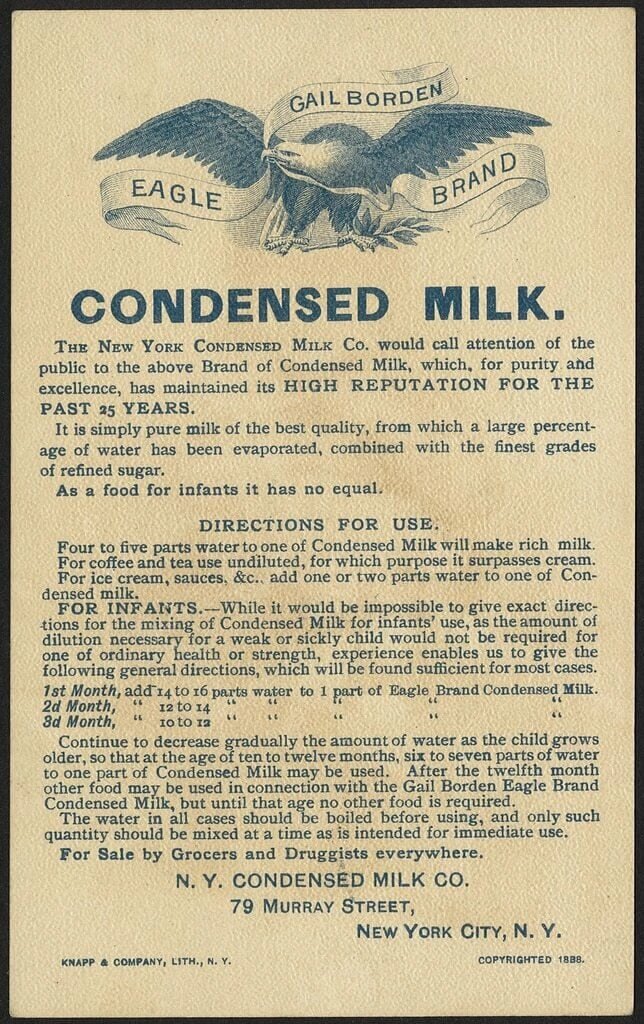 GAIL BORDEN
EAGLE BRAND
CONDENSED MILK.
THE NEW YORK CONDENSED MILK CO. would call attention of the
public to the above Brand of Condensed Milk, which, for purity and
excellence, has maintained its HIGH REPUTATION FOR THE
PAST 25 YEARS.
It is simply pure milk of the best quality, from which a large percent-
age of water has been evaporated, combined with the finest grades
of refined sugar.
As a food for infants it has no equal.
DIRECTIONS FOR USE.
Four to five parts water to one of Condensed Milk will make rich milk.
For coffee and tea use undiluted, for which purpose it surpasses cream.
For ice cream, sauces, &c., add one or two parts water to one of Con-
densed milk.
FOR INFANTS.—While it would be impossible to give exact direc-
tions for the mixing of Condensed Milk for infants' use, as the amount of
dilution necessary for a weak or sickly child would not be required for
one of ordinary health or strength, experience enables us to give the
following general directions, which will be found sufficient for most cases.
1st Month, add 14 to 16 parts water to 1 part of Eagle Brand Condensed Milk.
2d Month, " 12 to 14 " " " " "
3d Month, " 10 to 12 " " " " "
Continue to decrease gradually the amount of water as the child grows
older, so that at the age of ten to twelve months, six to seven parts of water
to one part of Condensed Milk may be used. After the twelfth month
other food may be used in connection with the Gail Borden Eagle Brand
Condensed Milk, but until that age no other food is required.
The water in all cases should be boiled before using, and only such
quantity should be mixed at a time as is intended for immediate use.
For Sale by Grocers and Druggists everywhere.
N. Y. CONDENSED MILK CO.
79 MURRAY STREET,
NEW YORK CITY, N. Y.
KNAPP & COMPANY, LITH., N. Y.
COPYRIGHTED 1888.